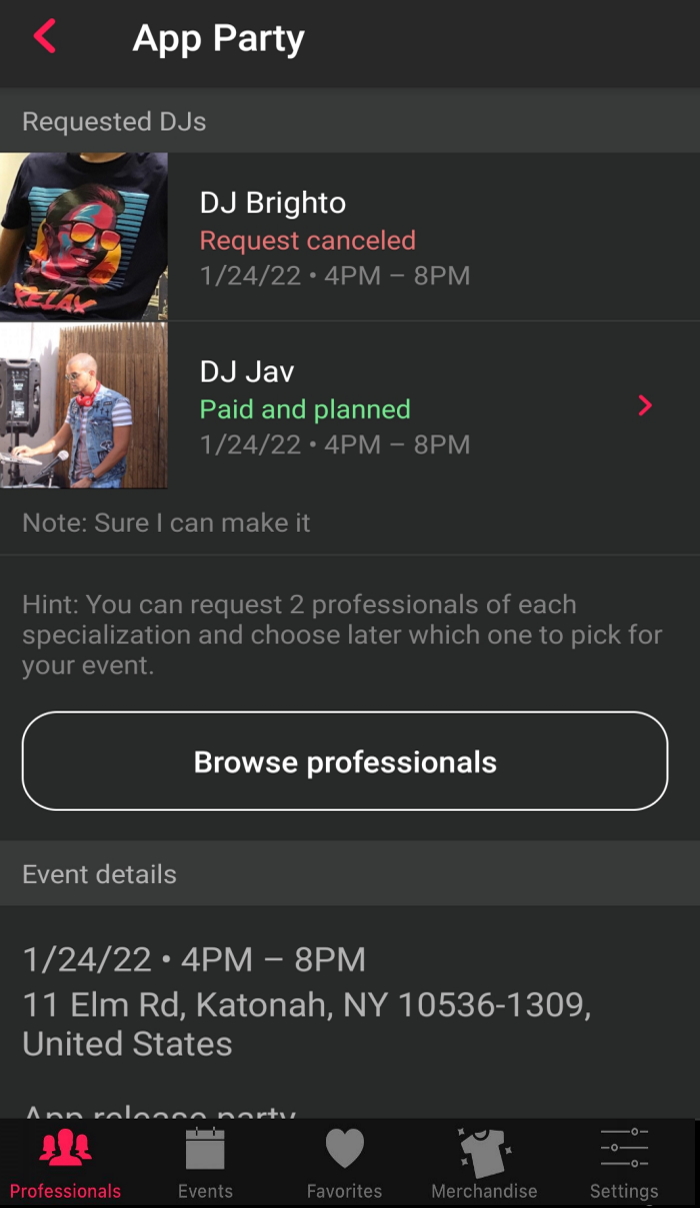 App Party
Requested DJs
RELAX
DJ Brighto
Request canceled
1/24/22 • 4PM – 8PM
DJ Jav
Paid and planned
1/24/22 • 4PM – 8PM
Note: Sure I can make it
Hint: You can request 2 professionals of each
specialization and choose later which one to pick for
your event.
Browse professionals
Event details
1/24/22 • 4PM – 8PM
11 Elm Rd, Katonah, NY 10536-1309,
United States
App release party
Professionals
Events
Favorites
Merchandise
Settings